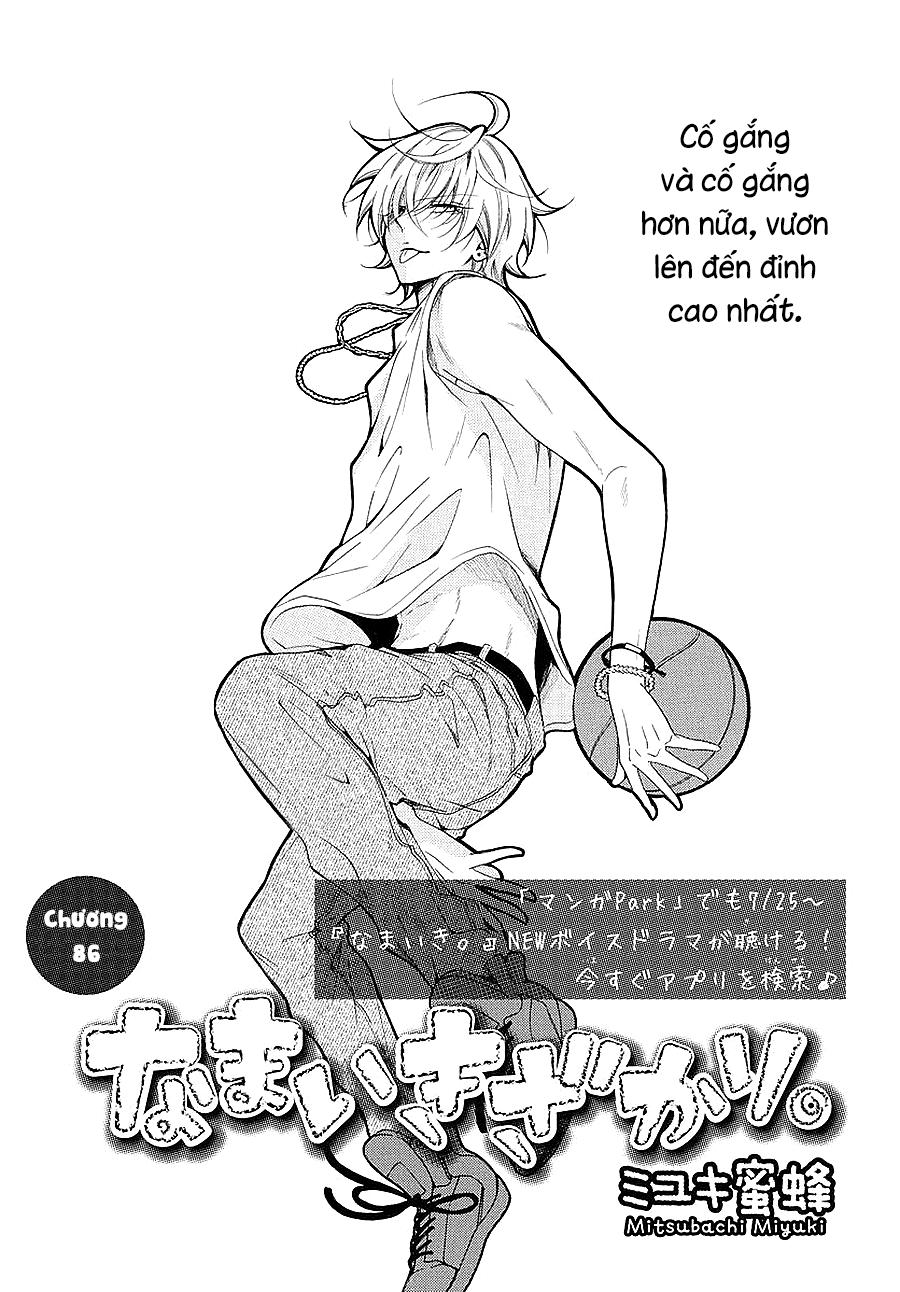 Cố gắng
và cố gắng
hơn nữa, vươn
lên đến đỉnh
cao nhất.
Chương
86
「マンガPark」でも7/25〜
『なまいき。』NEWボイスドラマが聴ける!
今すぐアプリを検索♪
なまいきざかり。
ミユキ蜜蜂
Mitsubachi Miyuki